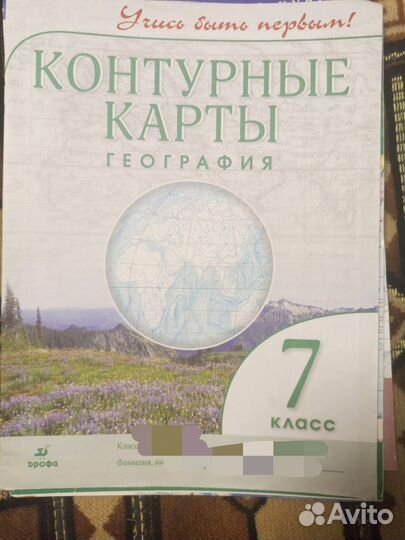 Учись быть первым!
КОНТУРНЫЕ
КАРТЫ
ГЕОГРАФИЯ
7
КЛАСС
дрофа
Класс
Фамилия, им
Avito